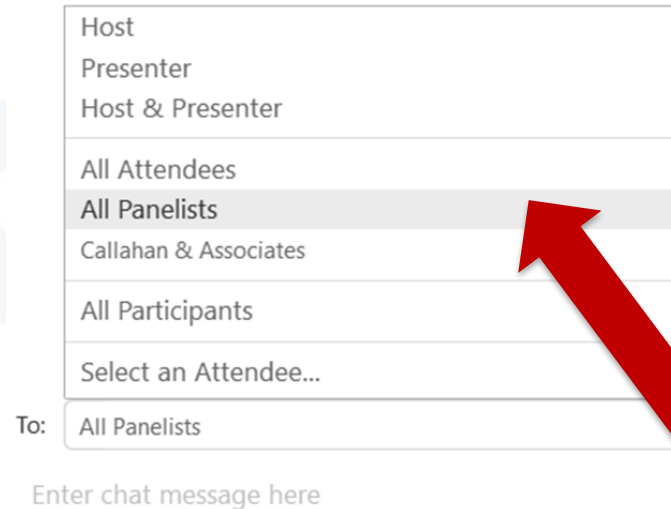 Host
Presenter
Host & Presenter
All Attendees
All Panelists
Callahan & Associates
All Participants
Select an Attendee...
To: All Panelists
Enter chat message here